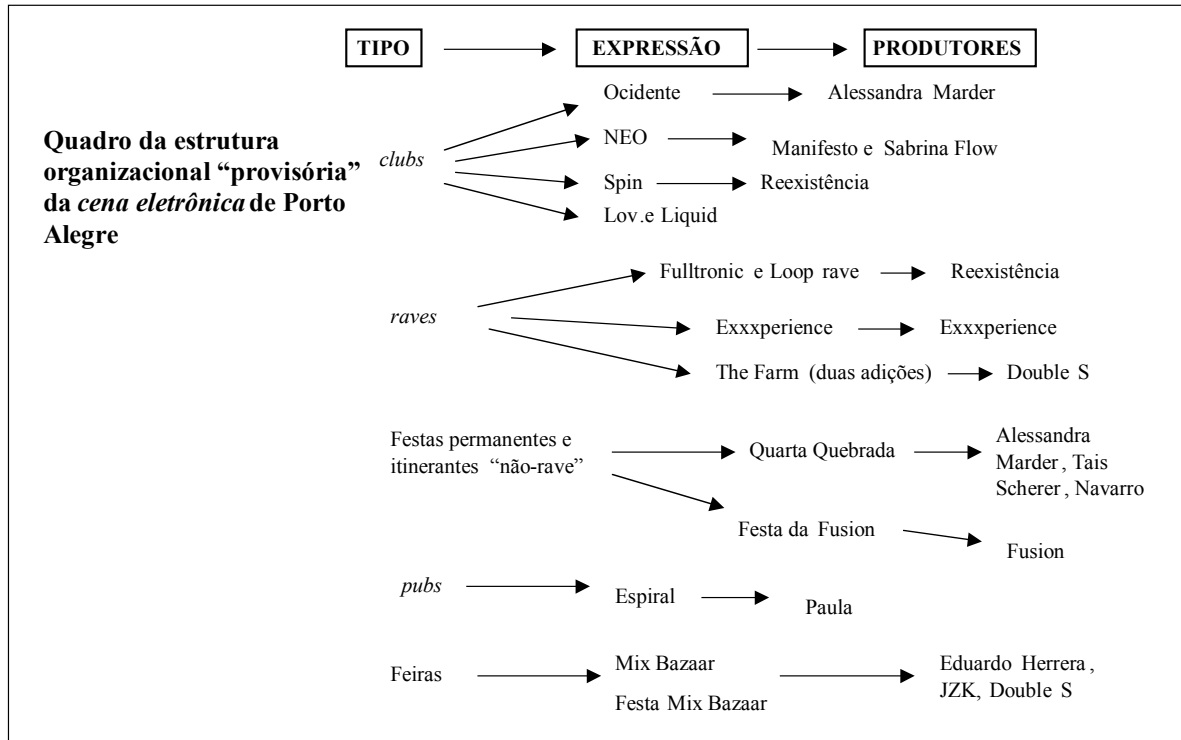 TIPO EXPRESSÃO PRODUTORES
Quadro da estrutura
organizacional “provisória”
da cena eletrônica de Porto
Alegre
clubs
Ocidente Alessandra Marder
NEO Manifesto e Sabrina Flow
Spin Reexistência
Lov.e Liquid
raves
Fulltronic e Loop rave Reexistência
Exxxperience Exxxperience
The Farm (duas adições) Double S
Festas permanentes e
itinerantes “não-rave”
Quarta Quebrada
Alessandra
Marder, Tais
Scherer, Navarro
Festa da Fusion Fusion
pubs Espiral Paula
Feiras
Mix Bazaar
Festa Mix Bazaar
Eduardo Herrera,
JZK, Double S